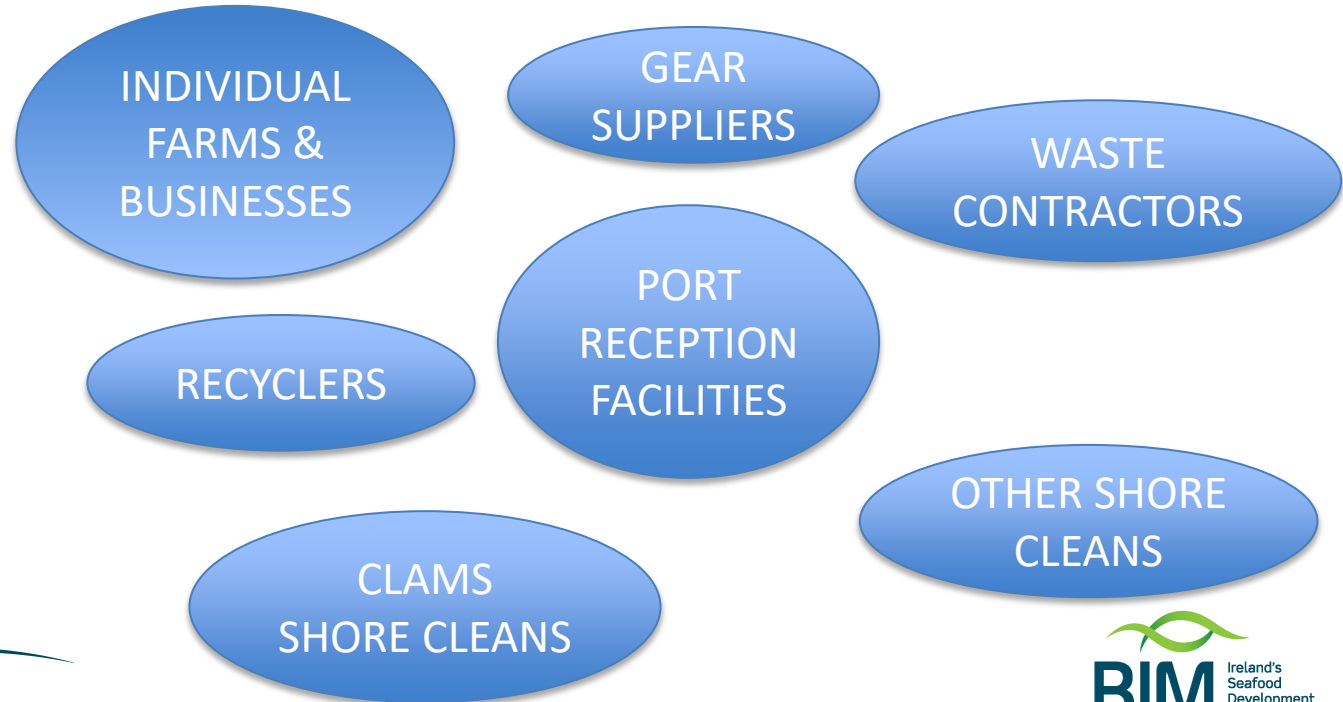 INDIVIDUAL
FARMS &
BUSINESSES
GEAR
SUPPLIERS
WASTE
CONTRACTORS
PORT
RECEPTION
FACILITIES
RECYCLERS
OTHER SHORE
CLEANS
CLAMS
SHORE CLEANS
BIM
Ireland's
Seafood
Development